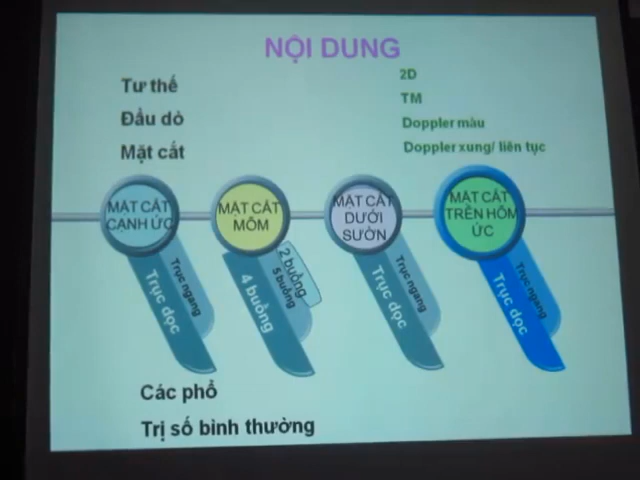 NỘI DUNG
Tư thế
Đầu dò
Mặt cắt
2D
TM
Doppler màu
Doppler xung/ liên tục
MẶT CẮT
CẠNH ỨC
Trục dọc
Trục ngang
MẶT CẮT
MỎM
4 buồng
2 buồng
5 buồng
MẶT CẮT
DƯỚI
SƯỜN
Trục dọc
Trục ngang
MẶT CẮT
TRÊN HÕM
ỨC
Trục dọc
Trục ngang
Các phổ
Trị số bình thường